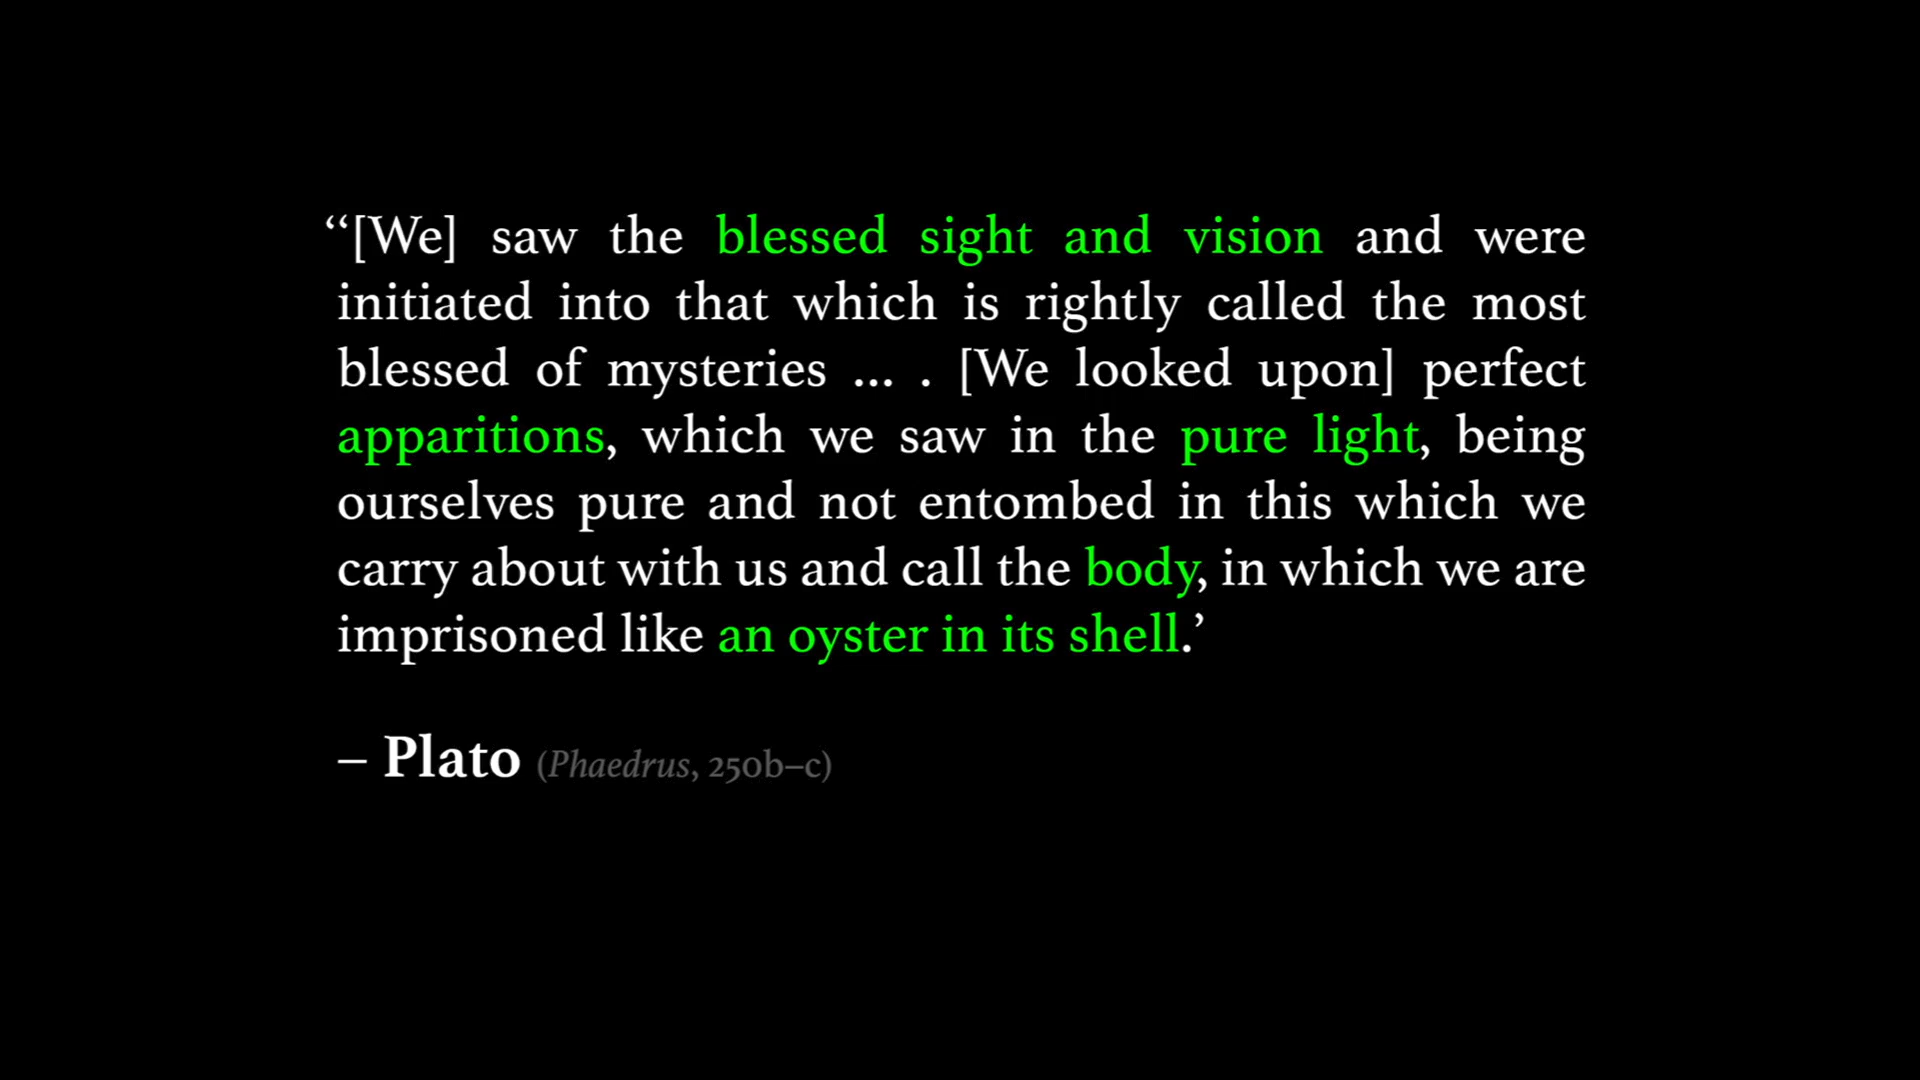 “[We] saw the blessed sight and vision and were
initiated into that which is rightly called the most
blessed of mysteries ... . [We looked upon] perfect
apparitions, which we saw in the pure light, being
ourselves pure and not entombed in this which we
carry about with us and call the body, in which we are
imprisoned like an oyster in its shell.’
– Plato (Phaedrus, 250b–c)